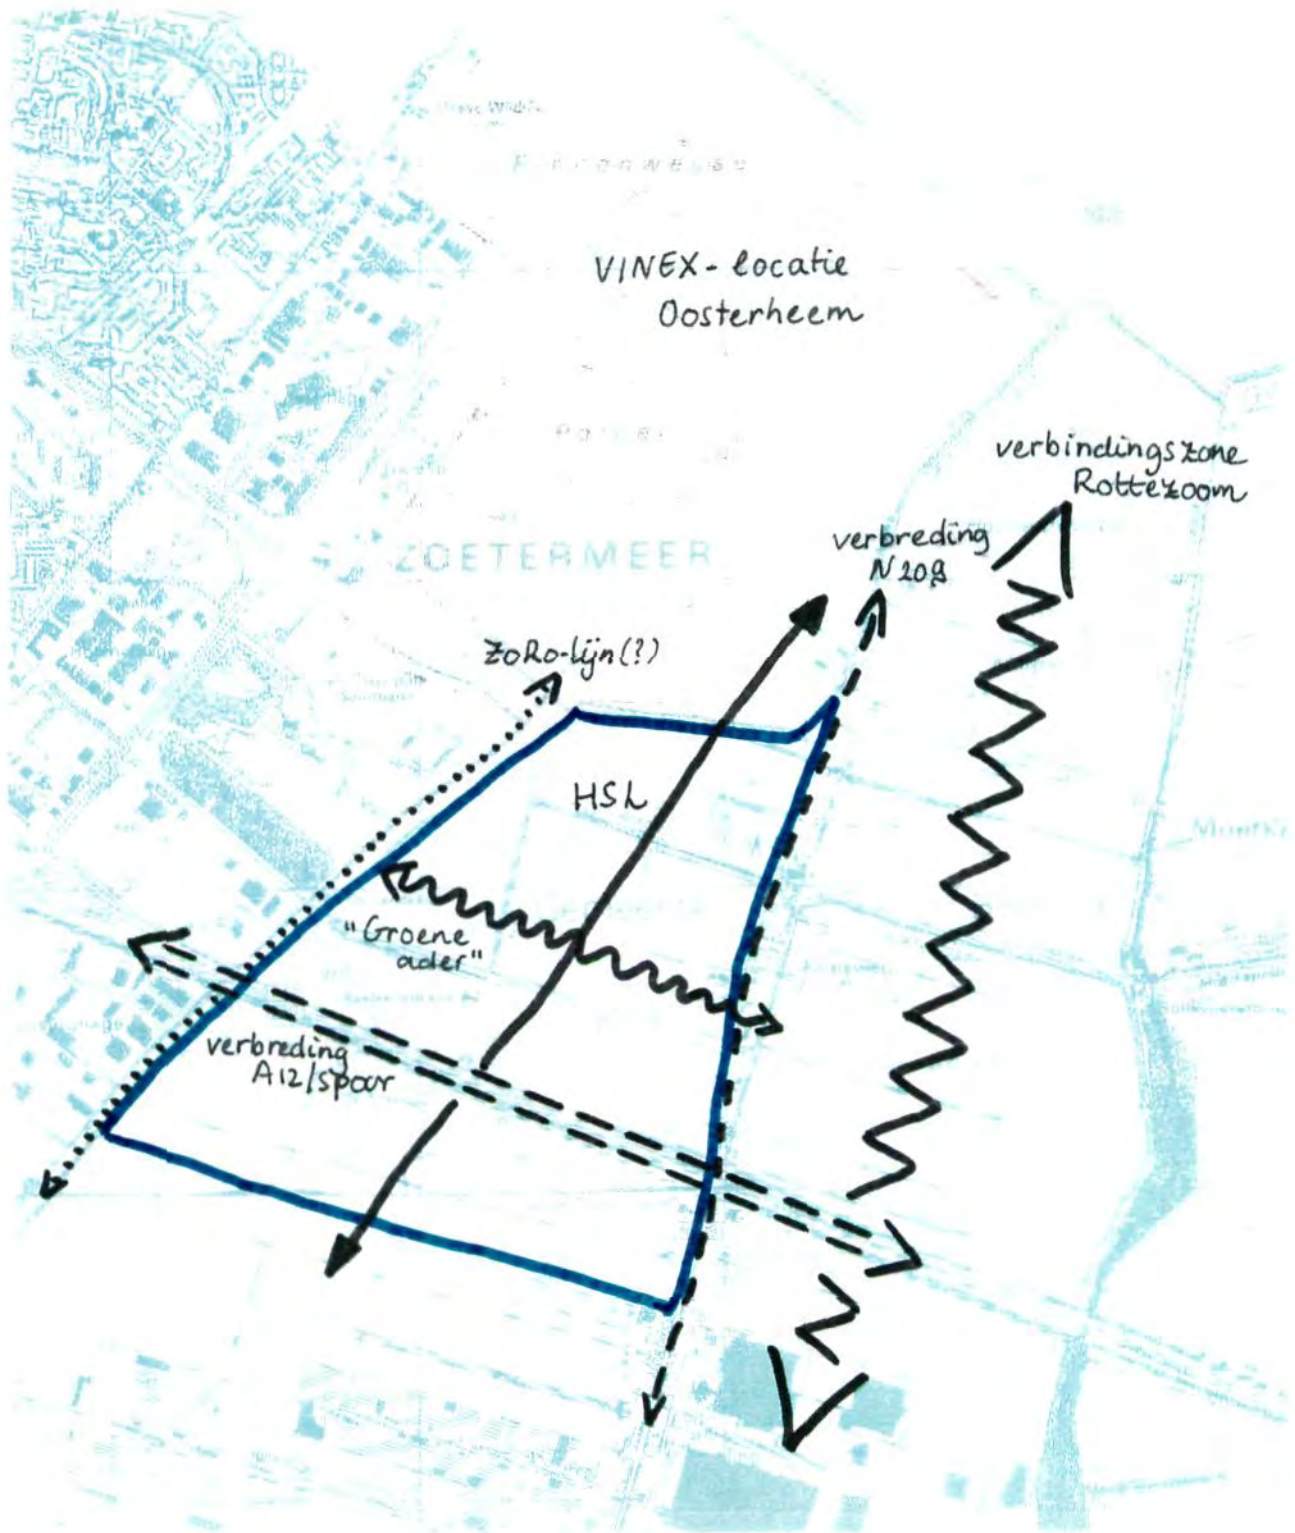 VINEX-locatie
Oosterheem
verbindingszone
Rottezoom
ZOETERMEER
verbreding
N209
ZoRo-lijn(?)
HSL
"Groene
ader"
verbreding
A12/spoor